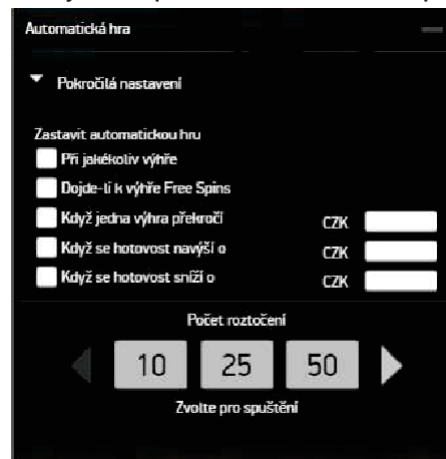 Automatická hra
Pokročilá nastavení
Zastavit automatickou hru
Při jakékoliv výhře
Dojde-li k výhře Free Spins
Když jedna výhra překročí CZK
Když se hotovost navýší o CZK
Když se hotovost sníží o CZK
Počet roztočení
10 25 50
Zvolte pro spuštění